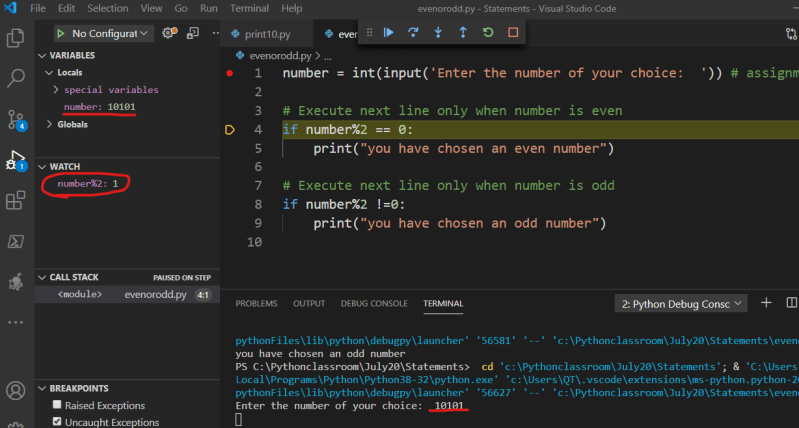 File Edit Selection View Go Run Terminal Help evenorodd.py - Statements - Visual Studio Code
No Configurat
print10.py
VARIABLES
Locals
special variables
number: 10101
Globals
WATCH
number%2: 1
CALL STACK PAUSED ON STEP
<module> evenorodd.py 4:1
BREAKPOINTS
Raised Exceptions
Uncaught Exceptions
4
1
evenorodd.py > ...
1 number = int(input('Enter the number of your choice:  ')) # assignm
2
3 # Execute next line only when number is even
4 if number%2 == 0:
5 print("you have chosen an even number")
6
7 # Execute next line only when number is odd
8 if number%2 !=0:
9 print("you have chosen an odd number")
10
PROBLEMS OUTPUT DEBUG CONSOLE TERMINAL 2: Python Debug Consc
pythonFiles\lib\python\debugpy\launcher' '56581' '--' 'c:\Pythonclassroom\July20\Statements\eveno
you have chosen an odd number
PS C:\Pythonclassroom\July20\Statements> cd 'c:\Pythonclassroom\July20\Statements'; & 'C:\Users
Local\Programs\Python\Python38-32\python.exe' 'c:\Users\QT\.vscode\extensions\ms-python.python-20
pythonFiles\lib\python\debugpy\launcher' '56627' '--' 'c:\Pythonclassroom\July20\Statements\eveno
Enter the number of your choice:  10101